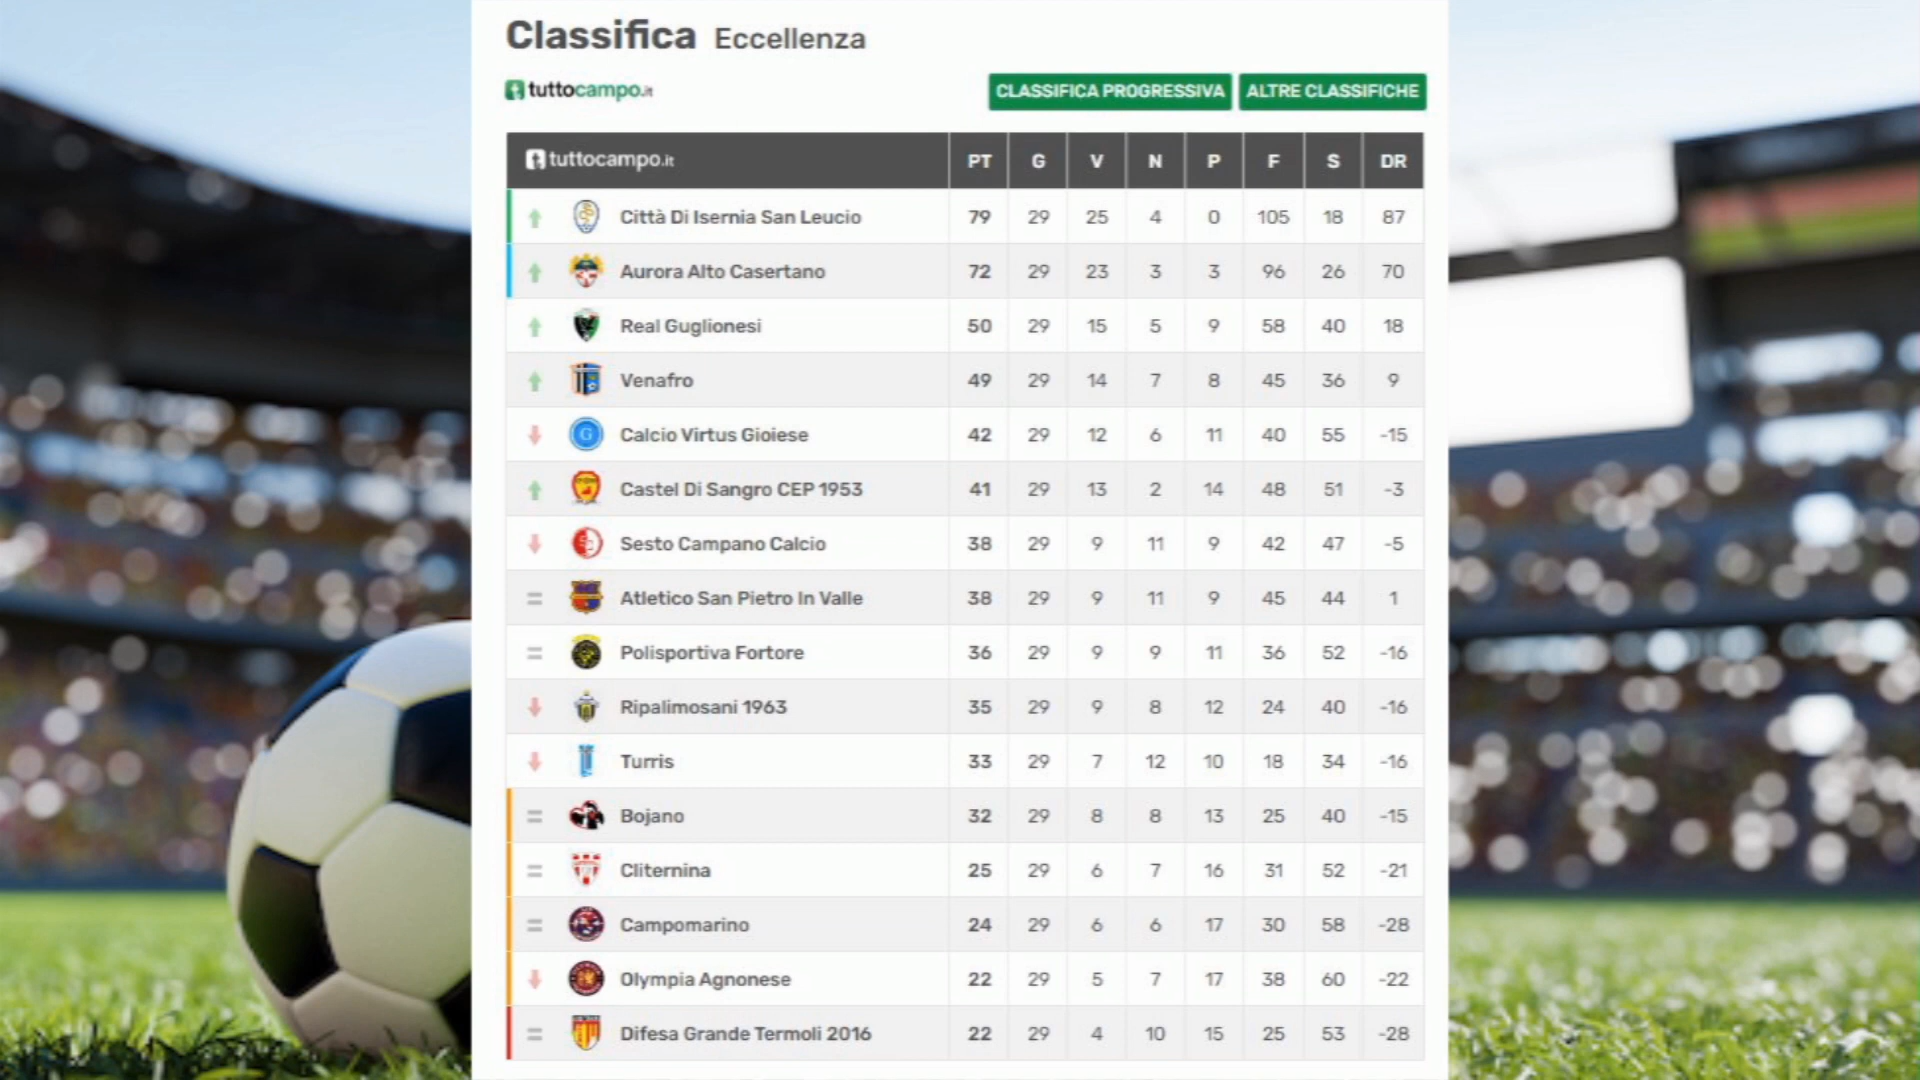 Classifica Eccellenza
tuttocampo.it
CLASSIFICA PROGRESSIVA ALTRE CLASSIFICHE
tuttocampo.it PT G V N P F S DR
Città Di Isernia San Leucio 79 29 25 4 0 105 18 87
Aurora Alto Casertano 72 29 23 3 3 96 26 70
Real Guglionesi 50 29 15 5 9 58 40 18
Venafro 49 29 14 7 8 45 36 9
Calcio Virtus Gioiese 42 29 12 6 11 40 55 -15
Castel Di Sangro CEP 1953 41 29 13 2 14 48 51 -3
Sesto Campano Calcio 38 29 9 11 9 42 47 -5
Atletico San Pietro In Valle 38 29 9 11 9 45 44 1
Polisportiva Fortore 36 29 9 9 11 36 52 -16
Ripalimosani 1963 35 29 9 8 12 24 40 -16
Turris 33 29 7 12 10 18 34 -16
Bojano 32 29 8 8 13 25 40 -15
Cliternina 25 29 6 7 16 31 52 -21
Campomarino 24 29 6 6 17 30 58 -28
Olympia Agnonese 22 29 5 7 17 38 60 -22
Difesa Grande Termoli 2016 22 29 4 10 15 25 53 -28